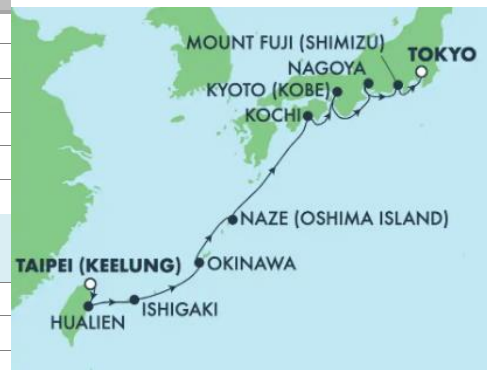 MOUNT FUJI (SHIMIZU)
TOKYO
NAGOYA
KYOTO (KOBE)
KOCHI
NAZE (OSHIMA ISLAND)
TAIPEI (KEELUNG)
OKINAWA
ISHIGAKI
HUALIEN